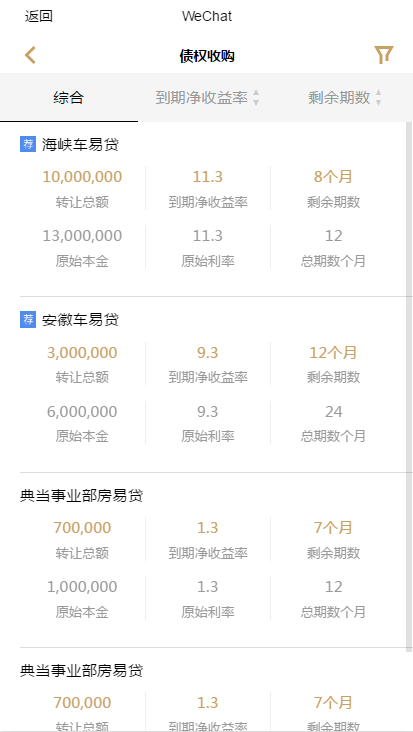 返回 WeChat
债权收购
综合 到期净收益率 剩余期数
荐 海峡车易贷
10,000,000 11.3 8个月
转让总额 到期净收益率 剩余期数
13,000,000 11.3 12
原始本金 原始利率 总期数个月
荐 安徽车易贷
3,000,000 9.3 12个月
转让总额 到期净收益率 剩余期数
6,000,000 9.3 24
原始本金 原始利率 总期数个月
典当事业部房易贷
700,000 1.3 7个月
转让总额 到期净收益率 剩余期数
1,000,000 1.3 12
原始本金 原始利率 总期数个月
典当事业部房易贷
700,000 1.3 7个月
转让总额 到期净收益率 剩余期数